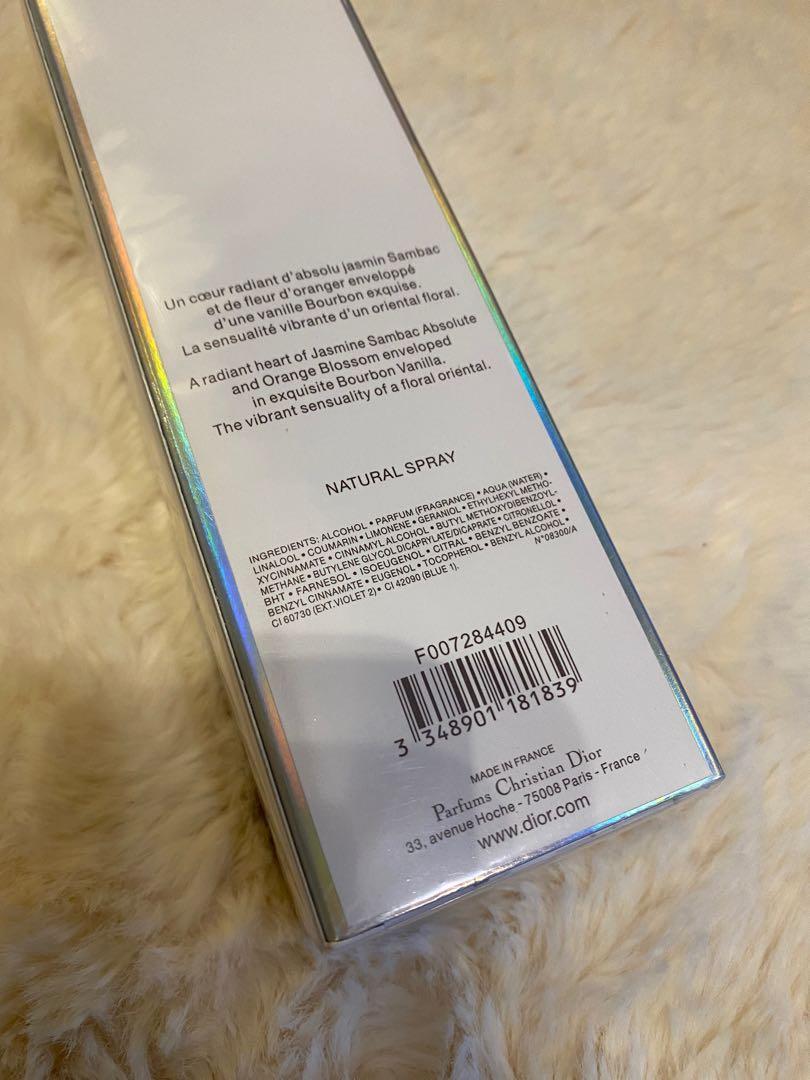 Un cœur radiant d'absolu jasmin Sambac
et de fleur d'oranger enveloppé
d'une vanille Bourbon exquise.
La sensualité vibrante d'un oriental floral.
A radiant heart of Jasmine Sambac Absolute
and Orange Blossom enveloped
in exquisite Bourbon Vanilla.
The vibrant sensuality of a floral oriental.
NATURAL SPRAY
INGREDIENTS: ALCOHOL • PARFUM (FRAGRANCE) • AQUA (WATER) •
LINALOOL • COUMARIN • LIMONENE • GERANIOL • ETHYLHEXYL METHO-
XYCINNAMATE • CINNAMYL ALCOHOL • BUTYL METHOXYDIBENZOYL-
METHANE • BUTYLENE GLYCOL DICAPRYLATE/DICAPRATE • CITRONELLOL •
BHT • FARNESOL • ISOEUGENOL • CITRAL • BENZYL BENZOATE •
BENZYL CINNAMATE • EUGENOL • TOCOPHEROL • BENZYL ALCOHOL •
CI 60730 (EXT.VIOLET 2) • CI 42090 (BLUE 1). N°08300/A
F007284409
3 348901 181839
MADE IN FRANCE
Parfums Christian Dior
33, avenue Hoche - 75008 Paris - France
www.dior.com